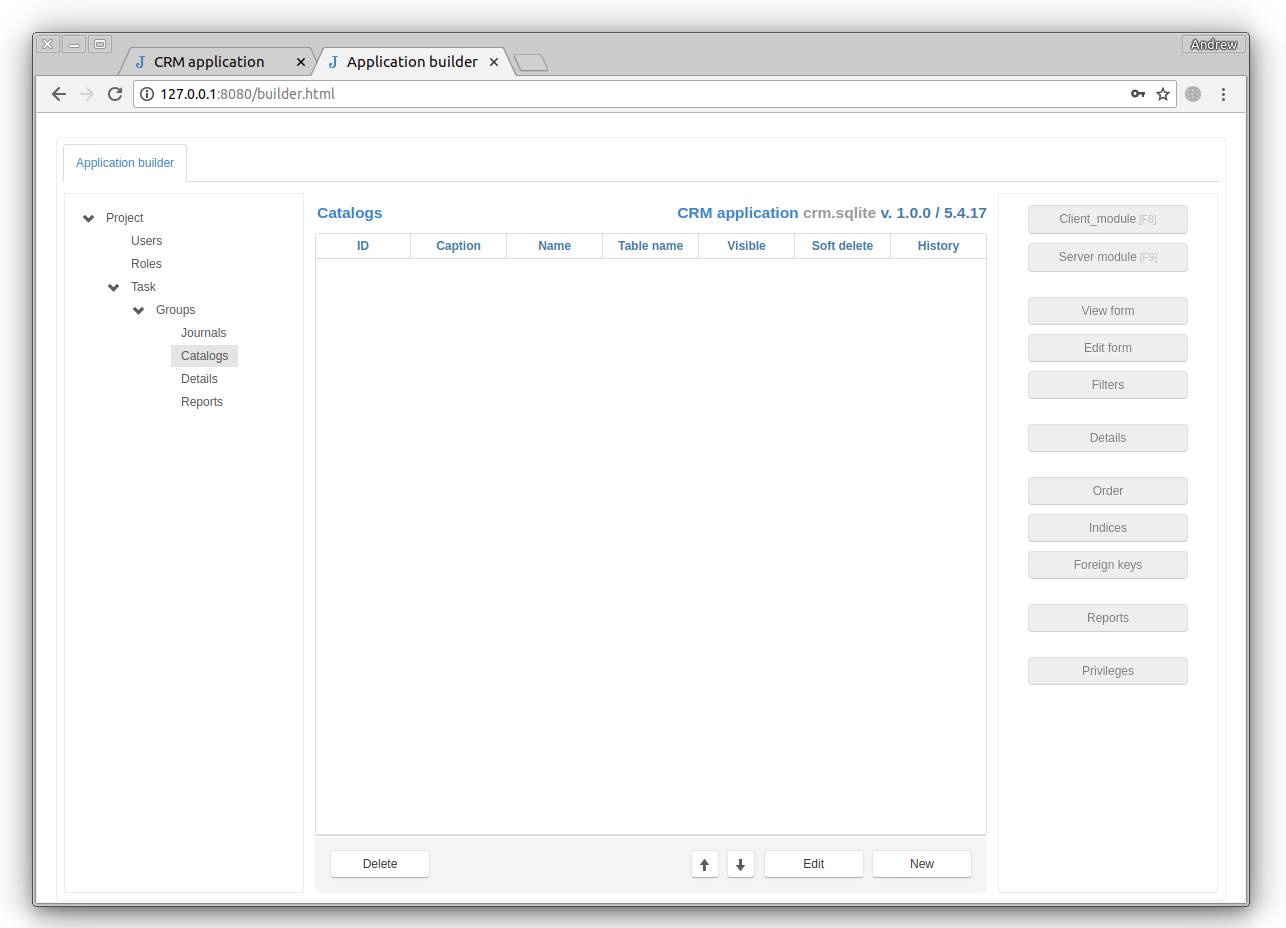 Andrew
CRM application
Application builder
127.0.0.1:8080/builder.html
Application builder
Project
Users
Roles
Task
Groups
Journals
Catalogs
Details
Reports
Catalogs CRM application crm.sqlite v. 1.0.0 / 5.4.17
ID Caption Name Table name Visible Soft delete History
Delete Edit New
Client_module [F8]
Server module [F9]
View form
Edit form
Filters
Details
Order
Indices
Foreign keys
Reports
Privileges